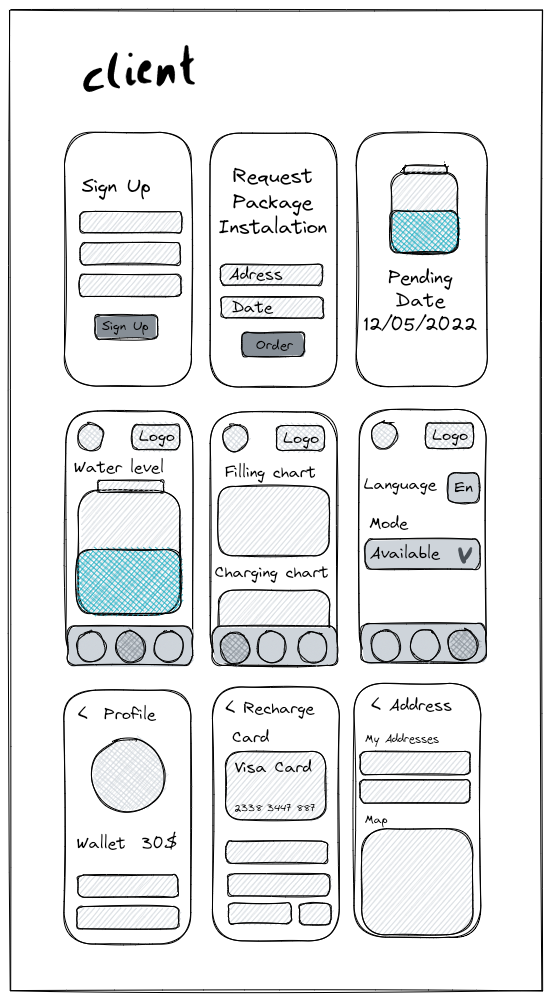 client
Sign Up
Sign Up
Request
Package
Instalation
Adress
Date
Order
Pending
Date
12/05/2022
Logo
Water level
Logo
Filling chart
Charging chart
Logo
Language En
Mode
Available
< Profile
Wallet 30$
< Recharge
Card
Visa Card
2338 3447 887
< Address
My Addresses
Map